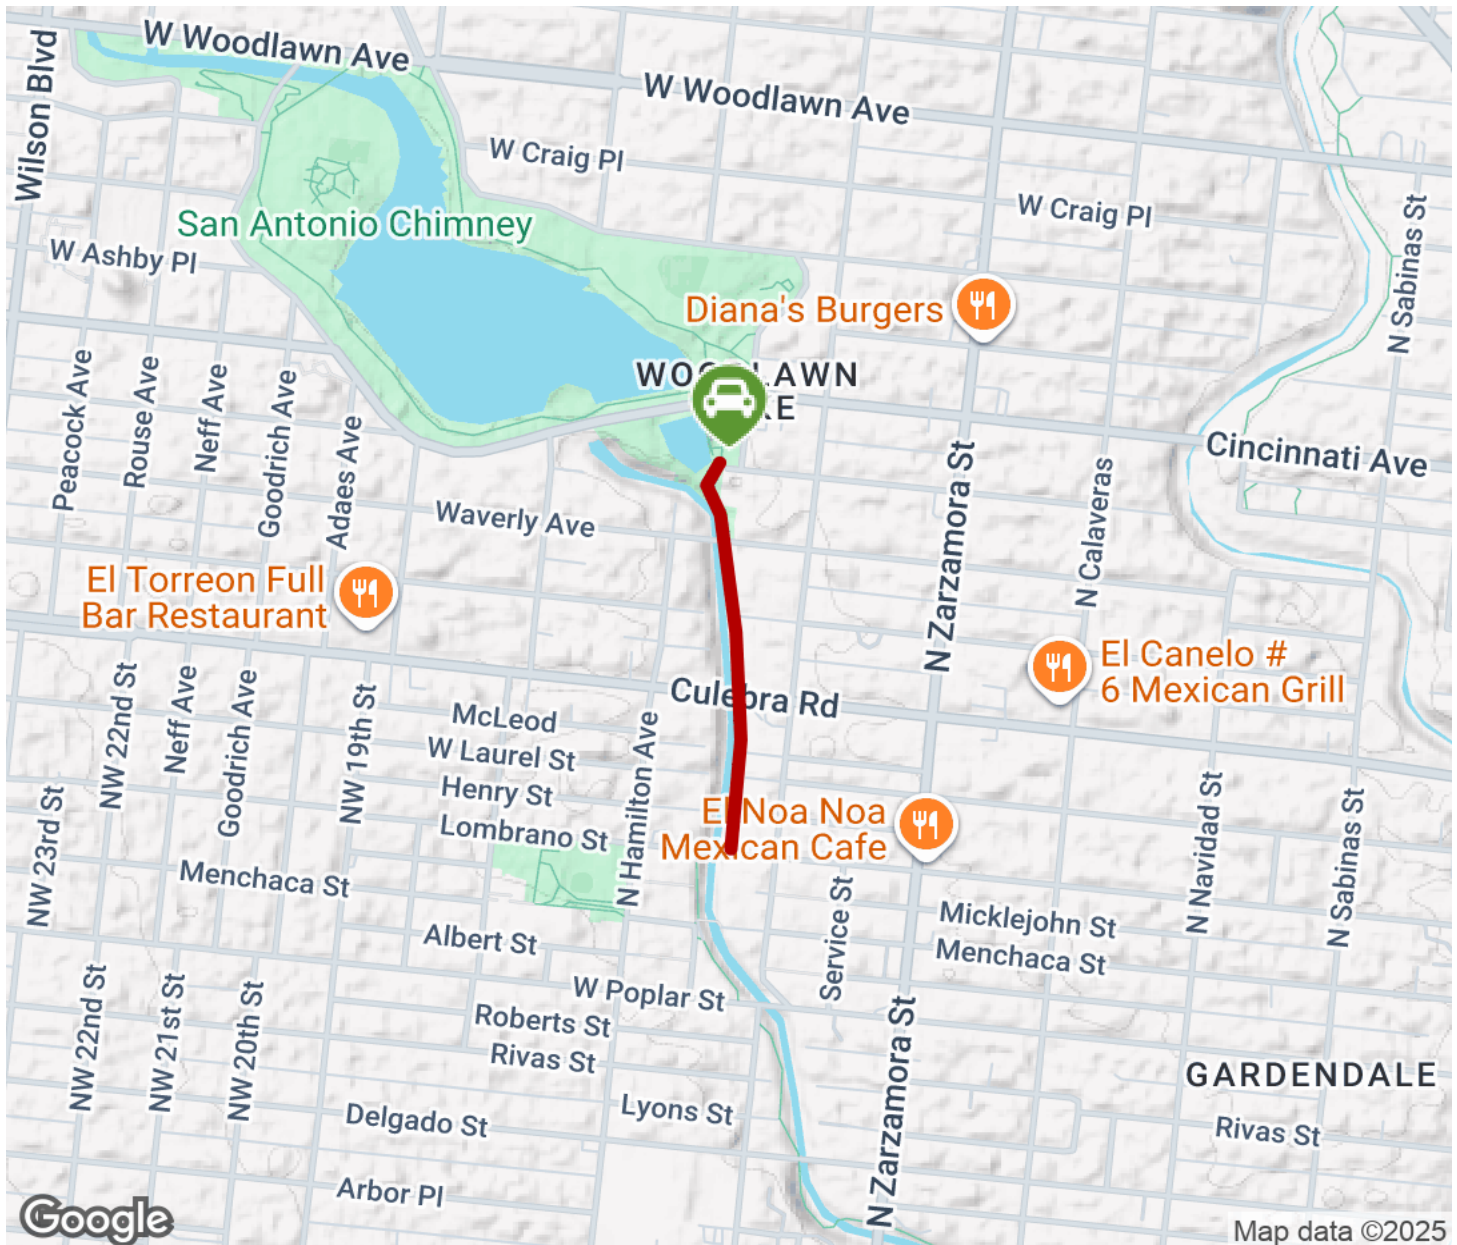 W Woodlawn Ave
W Woodlawn Ave
Wilson Blvd
W Craig Pl
W Craig Pl
N Sabinas St
San Antonio Chimney
W Ashby Pl
Diana's Burgers
Peacock Ave
Rouse Ave
Neff Ave
Goodrich Ave
Adaes Ave
Cincinnati Ave
N Zarzamora St
N Calaveras
Waverly Ave
El Torreon Full
Bar Restaurant
El Canelo #
6 Mexican Grill
Culebra Rd
NW 22nd St
Neff Ave
Goodrich Ave
NW 19th St
McLeod
W Laurel St
Henry St
Lombrano St
N Hamilton Ave
El Noa Noa
Mexican Cafe
NW 23rd St
Menchaca St
N Navidad St
N Sabinas St
Service St
Micklejohn St
Menchaca St
Albert St
W Poplar St
NW 22nd St
NW 21st St
NW 20th St
Roberts St
Rivas St
N Zarzamora St
GARDENDALE
Lyons St
Delgado St
Rivas St
Arbor Pl
Google
Map data ©2025